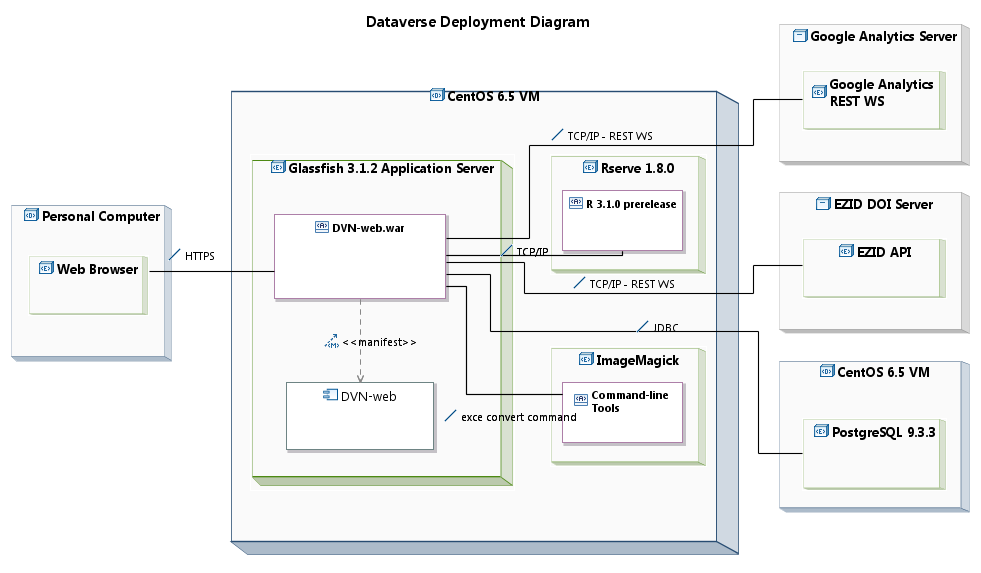 Dataverse Deployment Diagram
Google Analytics Server
Google Analytics
REST WS
CentOS 6.5 VM
TCP/IP - REST WS
Glassfish 3.1.2 Application Server
Rserve 1.8.0
R 3.1.0 prerelease
EZID DOI Server
Personal Computer
DVN-web.war
TCP/IP
EZID API
HTTPS
Web Browser
TCP/IP - REST WS
JDBC
<<manifest>>
ImageMagick
CentOS 6.5 VM
DVN-web
Command-line
Tools
exce convert command
PostgreSQL 9.3.3